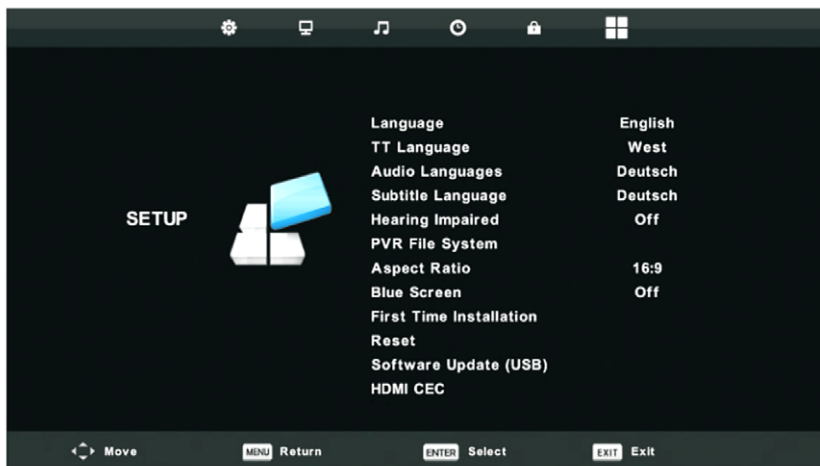 Language English
TT Language West
Audio Languages Deutsch
Subtitle Language Deutsch
SETUP
Hearing Impaired Off
PVR File System
Aspect Ratio 16:9
Blue Screen Off
First Time Installation
Reset
Software Update (USB)
HDMI CEC
Move MENU Return ENTER Select EXIT Exit